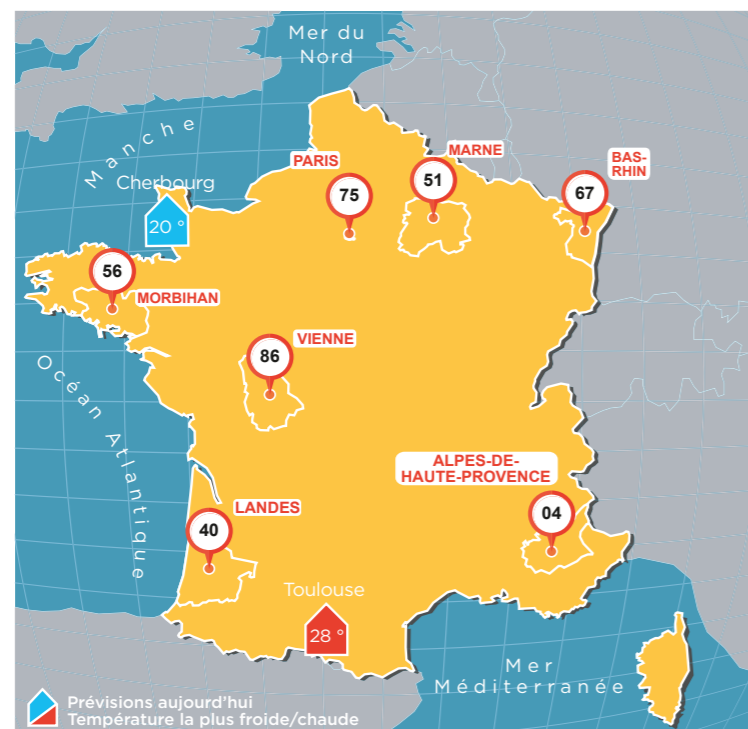 Mer du
Nord
Manche
PARIS
MARNE
BAS-
RHIN
75
51
67
Cherbourg
20 °
56
MORBIHAN
VIENNE
86
Océan Atlantique
ALPES-DE-
HAUTE-PROVENCE
LANDES
04
40
Toulouse
28 °
Mer
Méditerranée
Prévisions aujourd'hui
Température la plus froide/chaude